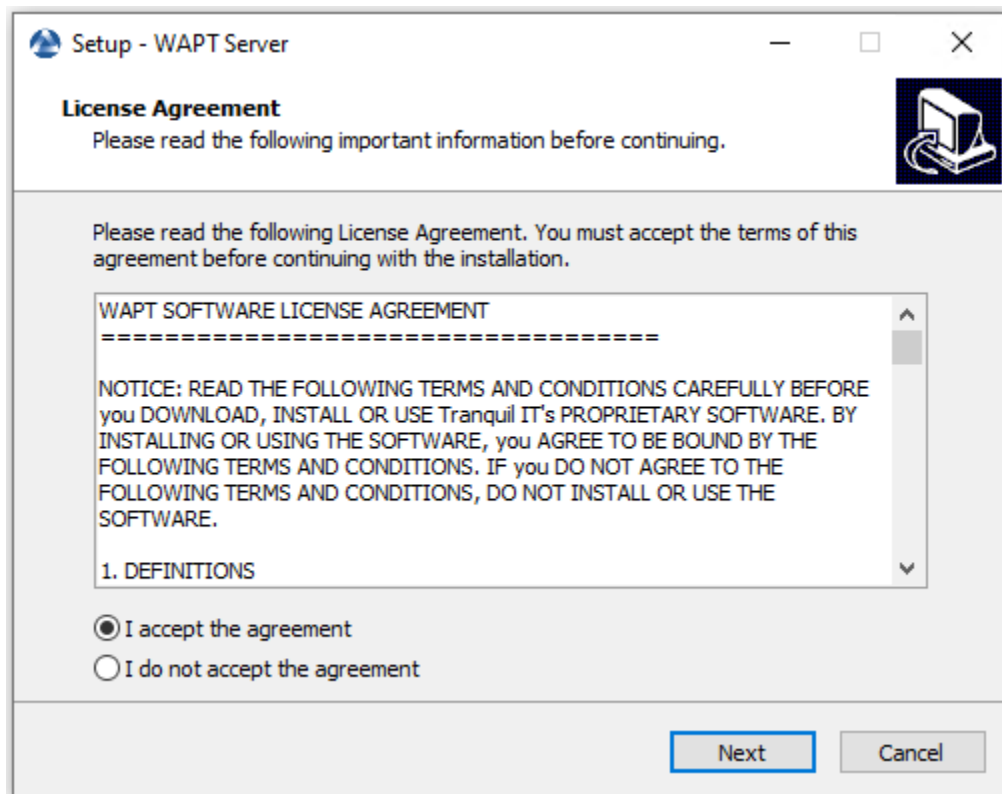 Setup - WAPT Server
License Agreement
Please read the following important information before continuing.
Please read the following License Agreement. You must accept the terms of this
agreement before continuing with the installation.
WAPT SOFTWARE LICENSE AGREEMENT
===================================
NOTICE: READ THE FOLLOWING TERMS AND CONDITIONS CAREFULLY BEFORE
you DOWNLOAD, INSTALL OR USE Tranquil IT's PROPRIETARY SOFTWARE. BY
INSTALLING OR USING THE SOFTWARE, you AGREE TO BE BOUND BY THE
FOLLOWING TERMS AND CONDITIONS. IF you DO NOT AGREE TO THE
FOLLOWING TERMS AND CONDITIONS, DO NOT INSTALL OR USE THE
SOFTWARE.
1. DEFINITIONS
I accept the agreement
I do not accept the agreement
Next
Cancel